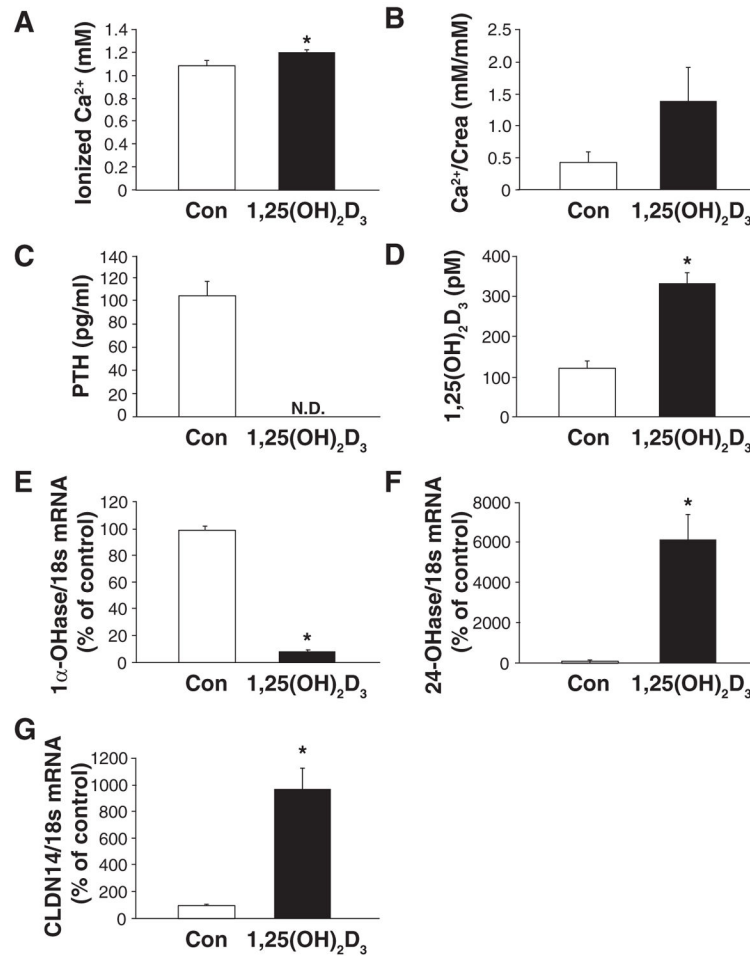 A
Ionized Ca²⁺ (mM)
1.4
1.2
1.0
0.8
0.6
0.4
0.2
0
*
Con 1,25(OH)₂D₃
B
Ca²⁺/Crea (mM/mM)
2.5
2.0
1.5
1.0
0.5
0
Con 1,25(OH)₂D₃
C
PTH (pg/ml)
140
120
100
80
60
40
20
0
N.D.
Con 1,25(OH)₂D₃
D
1,25(OH)₂D₃ (pM)
400
300
200
100
0
*
Con 1,25(OH)₂D₃
E
1α-OHase/18s mRNA
(% of control)
120
100
80
60
40
20
0
*
Con 1,25(OH)₂D₃
F
24-OHase/18s mRNA
(% of control)
8000
6000
4000
2000
0
*
Con 1,25(OH)₂D₃
G
CLDN14/18s mRNA
(% of control)
1200
1000
800
600
400
200
0
*
Con 1,25(OH)₂D₃